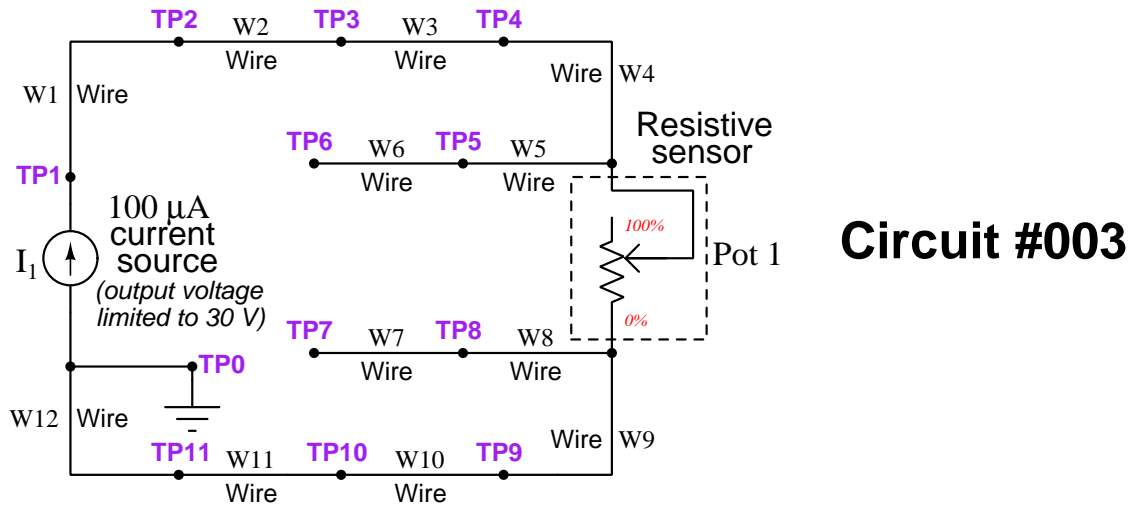 TP2 W2 TP3 W3 TP4
Wire Wire
Wire W4
W1 Wire
TP6 W6 TP5 W5
Wire Wire
Resistive
sensor
TP1
100 μA
current
source
(output voltage
limited to 30 V)
I1
100%
Pot 1
0%
Circuit #003
TP7 W7 TP8 W8
Wire Wire
TP0
W12 Wire
Wire W9
TP11 W11 TP10 W10 TP9
Wire Wire